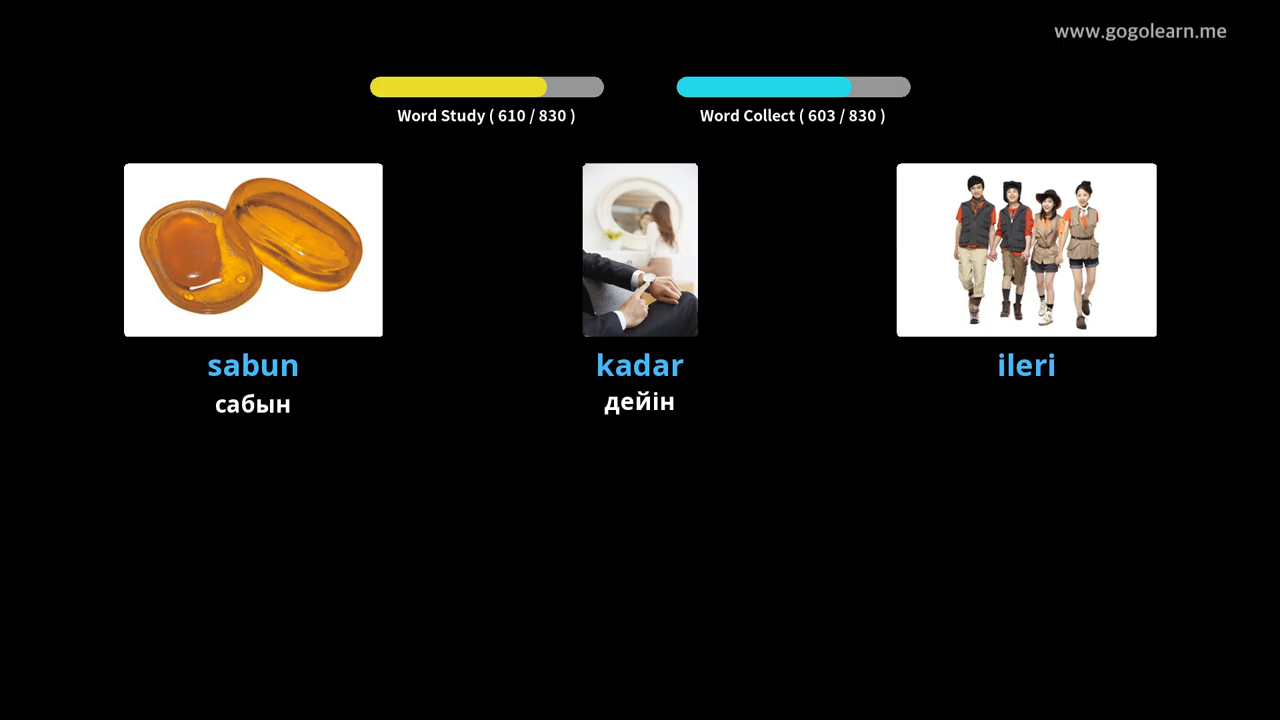 www.gogolearn.me
Word Study ( 610 / 830 )
Word Collect ( 603 / 830 )
sabun
сабын
kadar
дейін
ileri